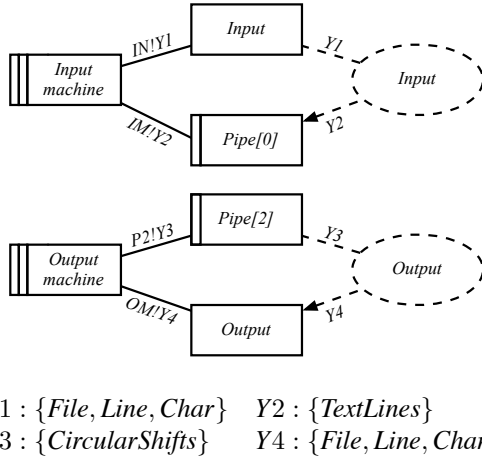 Input
IN!Y1
Y1
Input
machine
Input
IM!Y2
Y2
Pipe[0]
Pipe[2]
P2!Y3
Y3
Output
machine
Output
OM!Y4
Y4
Output
1 : {File, Line, Char} Y2 : {TextLines}
3 : {CircularShifts} Y4 : {File, Line, Char